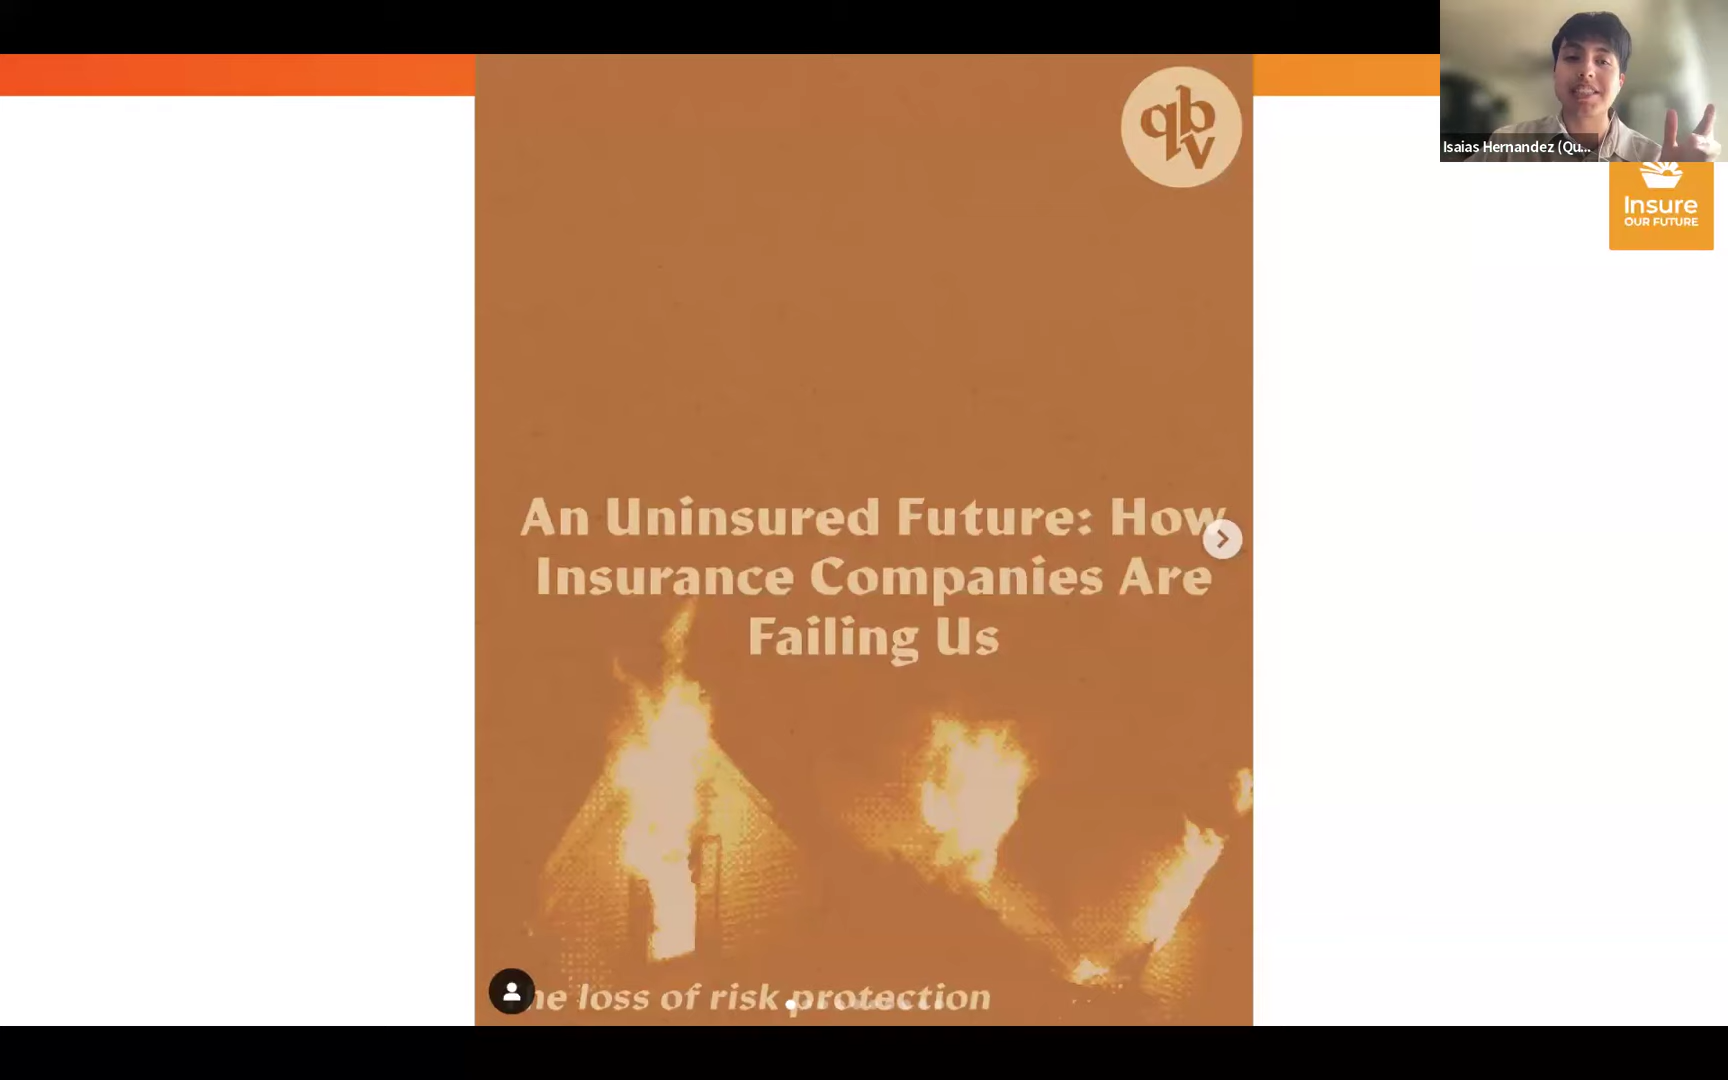 qbv
Isaias Hernandez (Qu...
Insure
OUR FUTURE
An Uninsured Future: How
Insurance Companies Are
Failing Us
he loss of risk protection